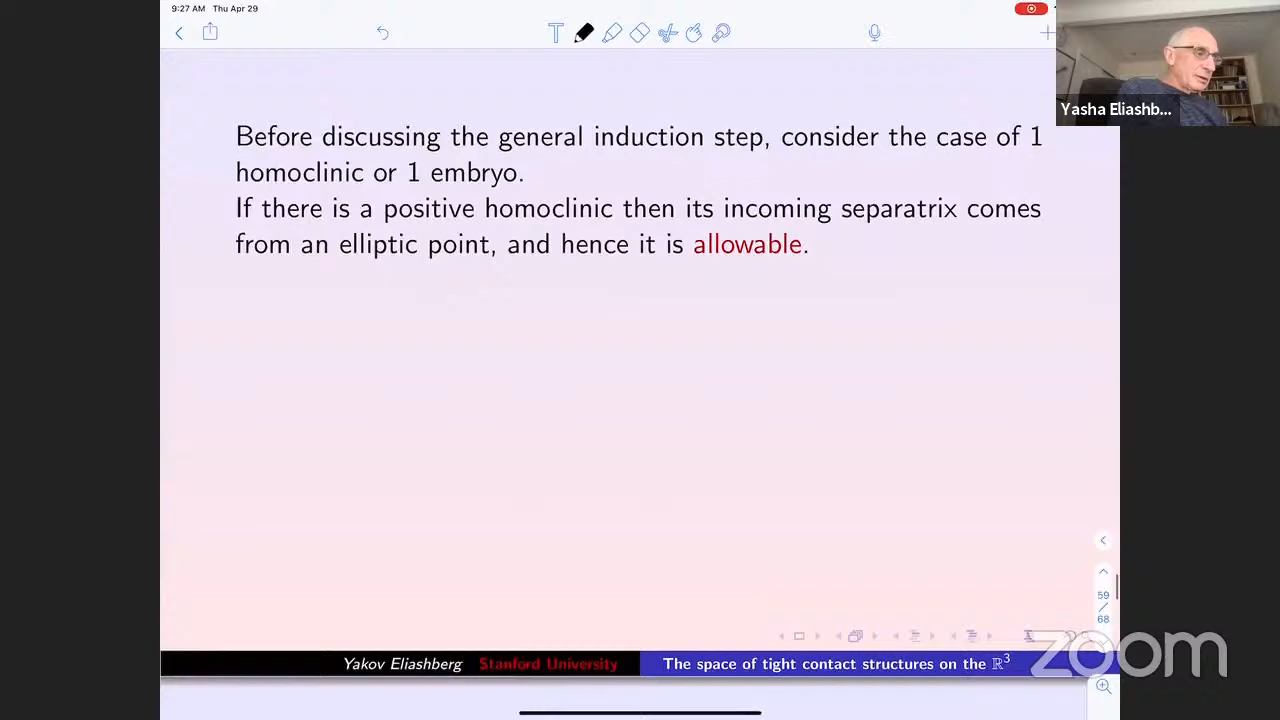 9:27 AM Thu Apr 29
Yasha Eliashb...
Before discussing the general induction step, consider the case of 1
homoclinic or 1 embryo.
If there is a positive homoclinic then its incoming separatrix comes
from an elliptic point, and hence it is allowable.
59
/
68
zoom
Yakov Eliashberg Stanford University The space of tight contact structures on the ℝ³